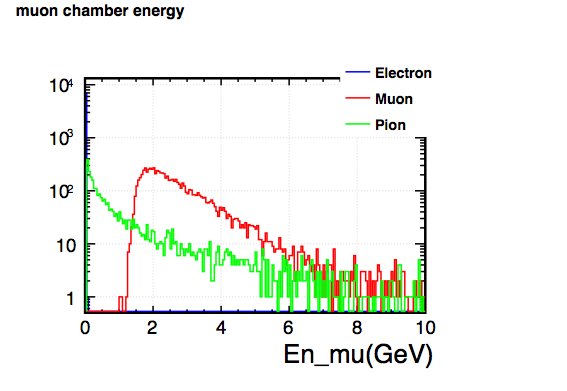 muon chamber energy
Electron
Muon
Pion
10⁴
10³
10²
10
1
0 2 4 6 8 10
En_mu(GeV)